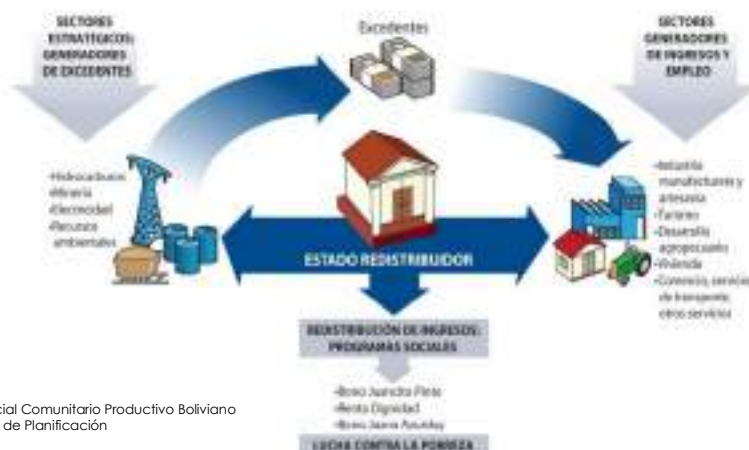 SECTORES
ESTRATÉGICOS:
GENERADORES
DE EXCEDENTES
Excedentes
SECTORES
GENERADORES
DE INGRESOS Y
EMPLEO
•Hidrocarburos
•Minería
•Electricidad
•Recursos
ambientales
•Industria
manufacturera y
artesanía
•Turismo
•Desarrollo
agropecuario
•Vivienda
•Comercio, servicios
de transporte,
otros servicios
ESTADO REDISTRIBUIDOR
REDISTRIBUCIÓN DE INGRESOS:
PROGRAMAS SOCIALES
•Bono Juancito Pinto
•Renta Dignidad
•Bono Juana Azurduy
LUCHA CONTRA LA POBREZA
cial Comunitario Productivo Boliviano
de Planificación